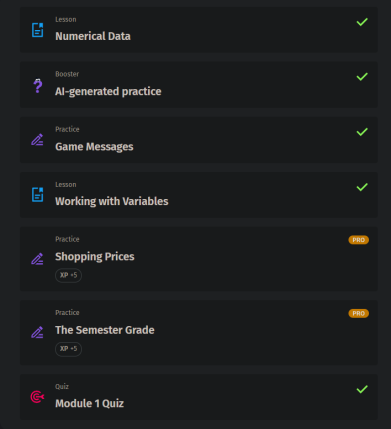 Lesson
Numerical Data
Booster
AI-generated practice
Practice
Game Messages
Lesson
Working with Variables
Practice
PRO
Shopping Prices
XP +5
Practice
PRO
The Semester Grade
XP +5
Quiz
Module 1 Quiz